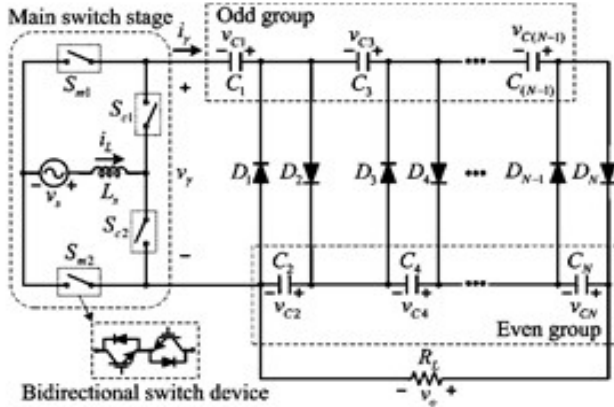 Main switch stage
Odd group
i_γ
v_C1
v_C3
v_C(N-1)
S_m1
C_1
C_3
C_(N-1)
S_c1
i_L
v_s
L_s
v_γ
D_1
D_2
D_3
D_4
D_N-1
D_N
S_c2
S_m2
C_2
C_4
C_N
v_C2
v_C4
v_CN
Even group
R_L
v_o
Bidirectional switch device